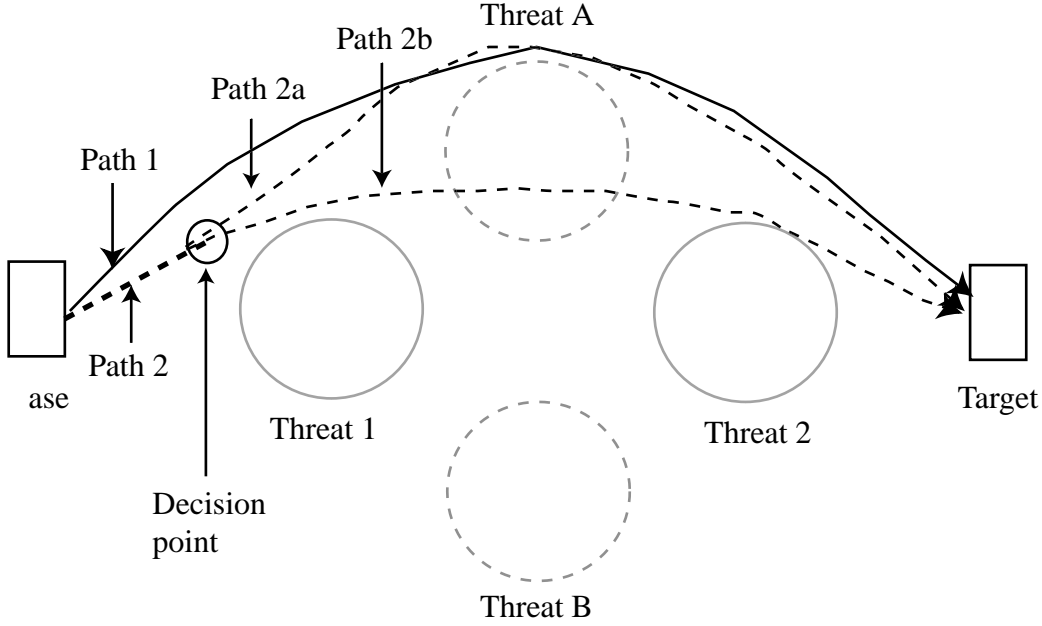 Threat A
Path 2b
Path 2a
Path 1
Path 2
ase
Target
Threat 1
Threat 2
Decision
point
Threat B